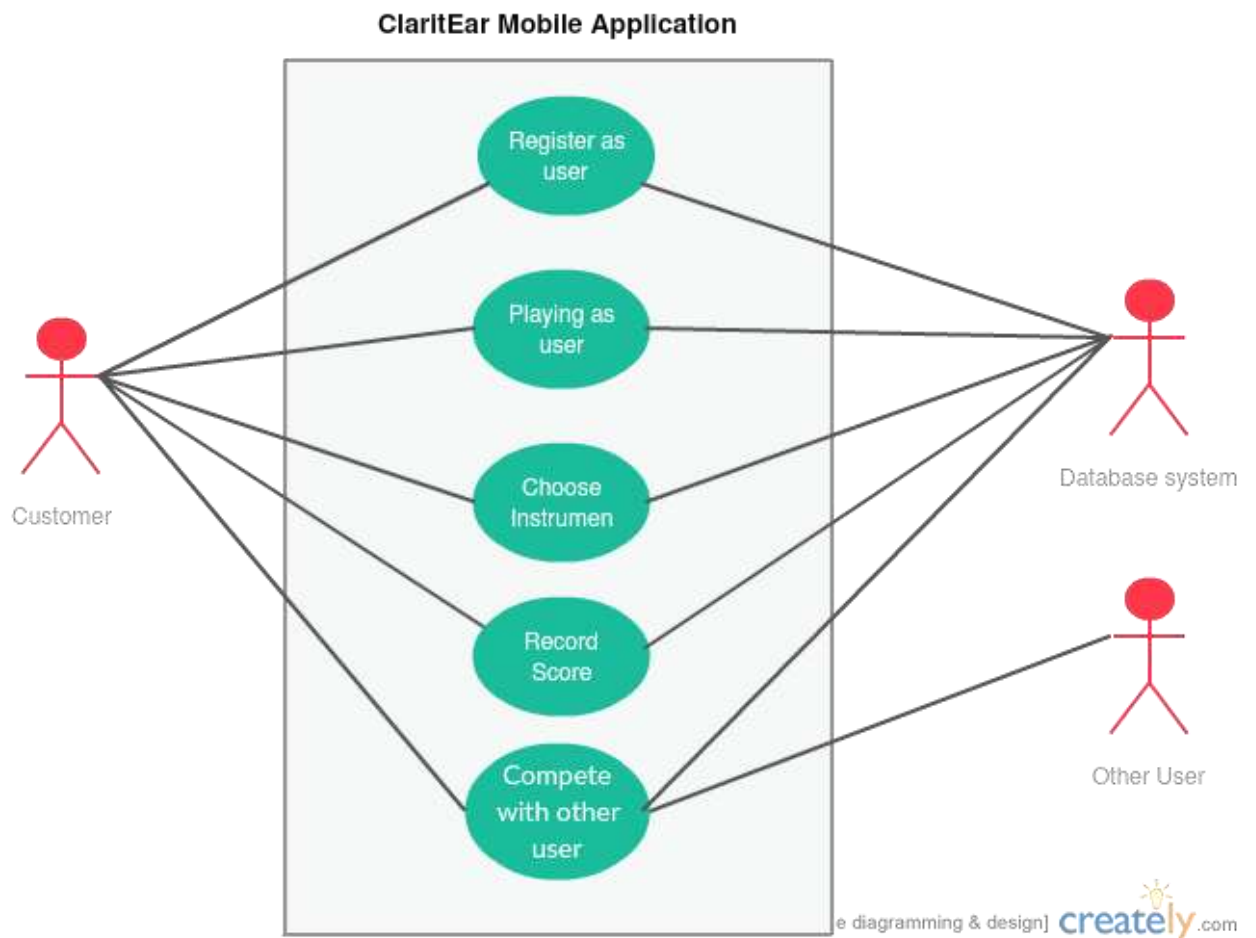 ClaritEar Mobile Application
Register as
user
Playing as
user
Customer
Choose
Instrumen
Database system
Record
Score
Compete
with other
user
Other User
e diagramming & design] creately.com